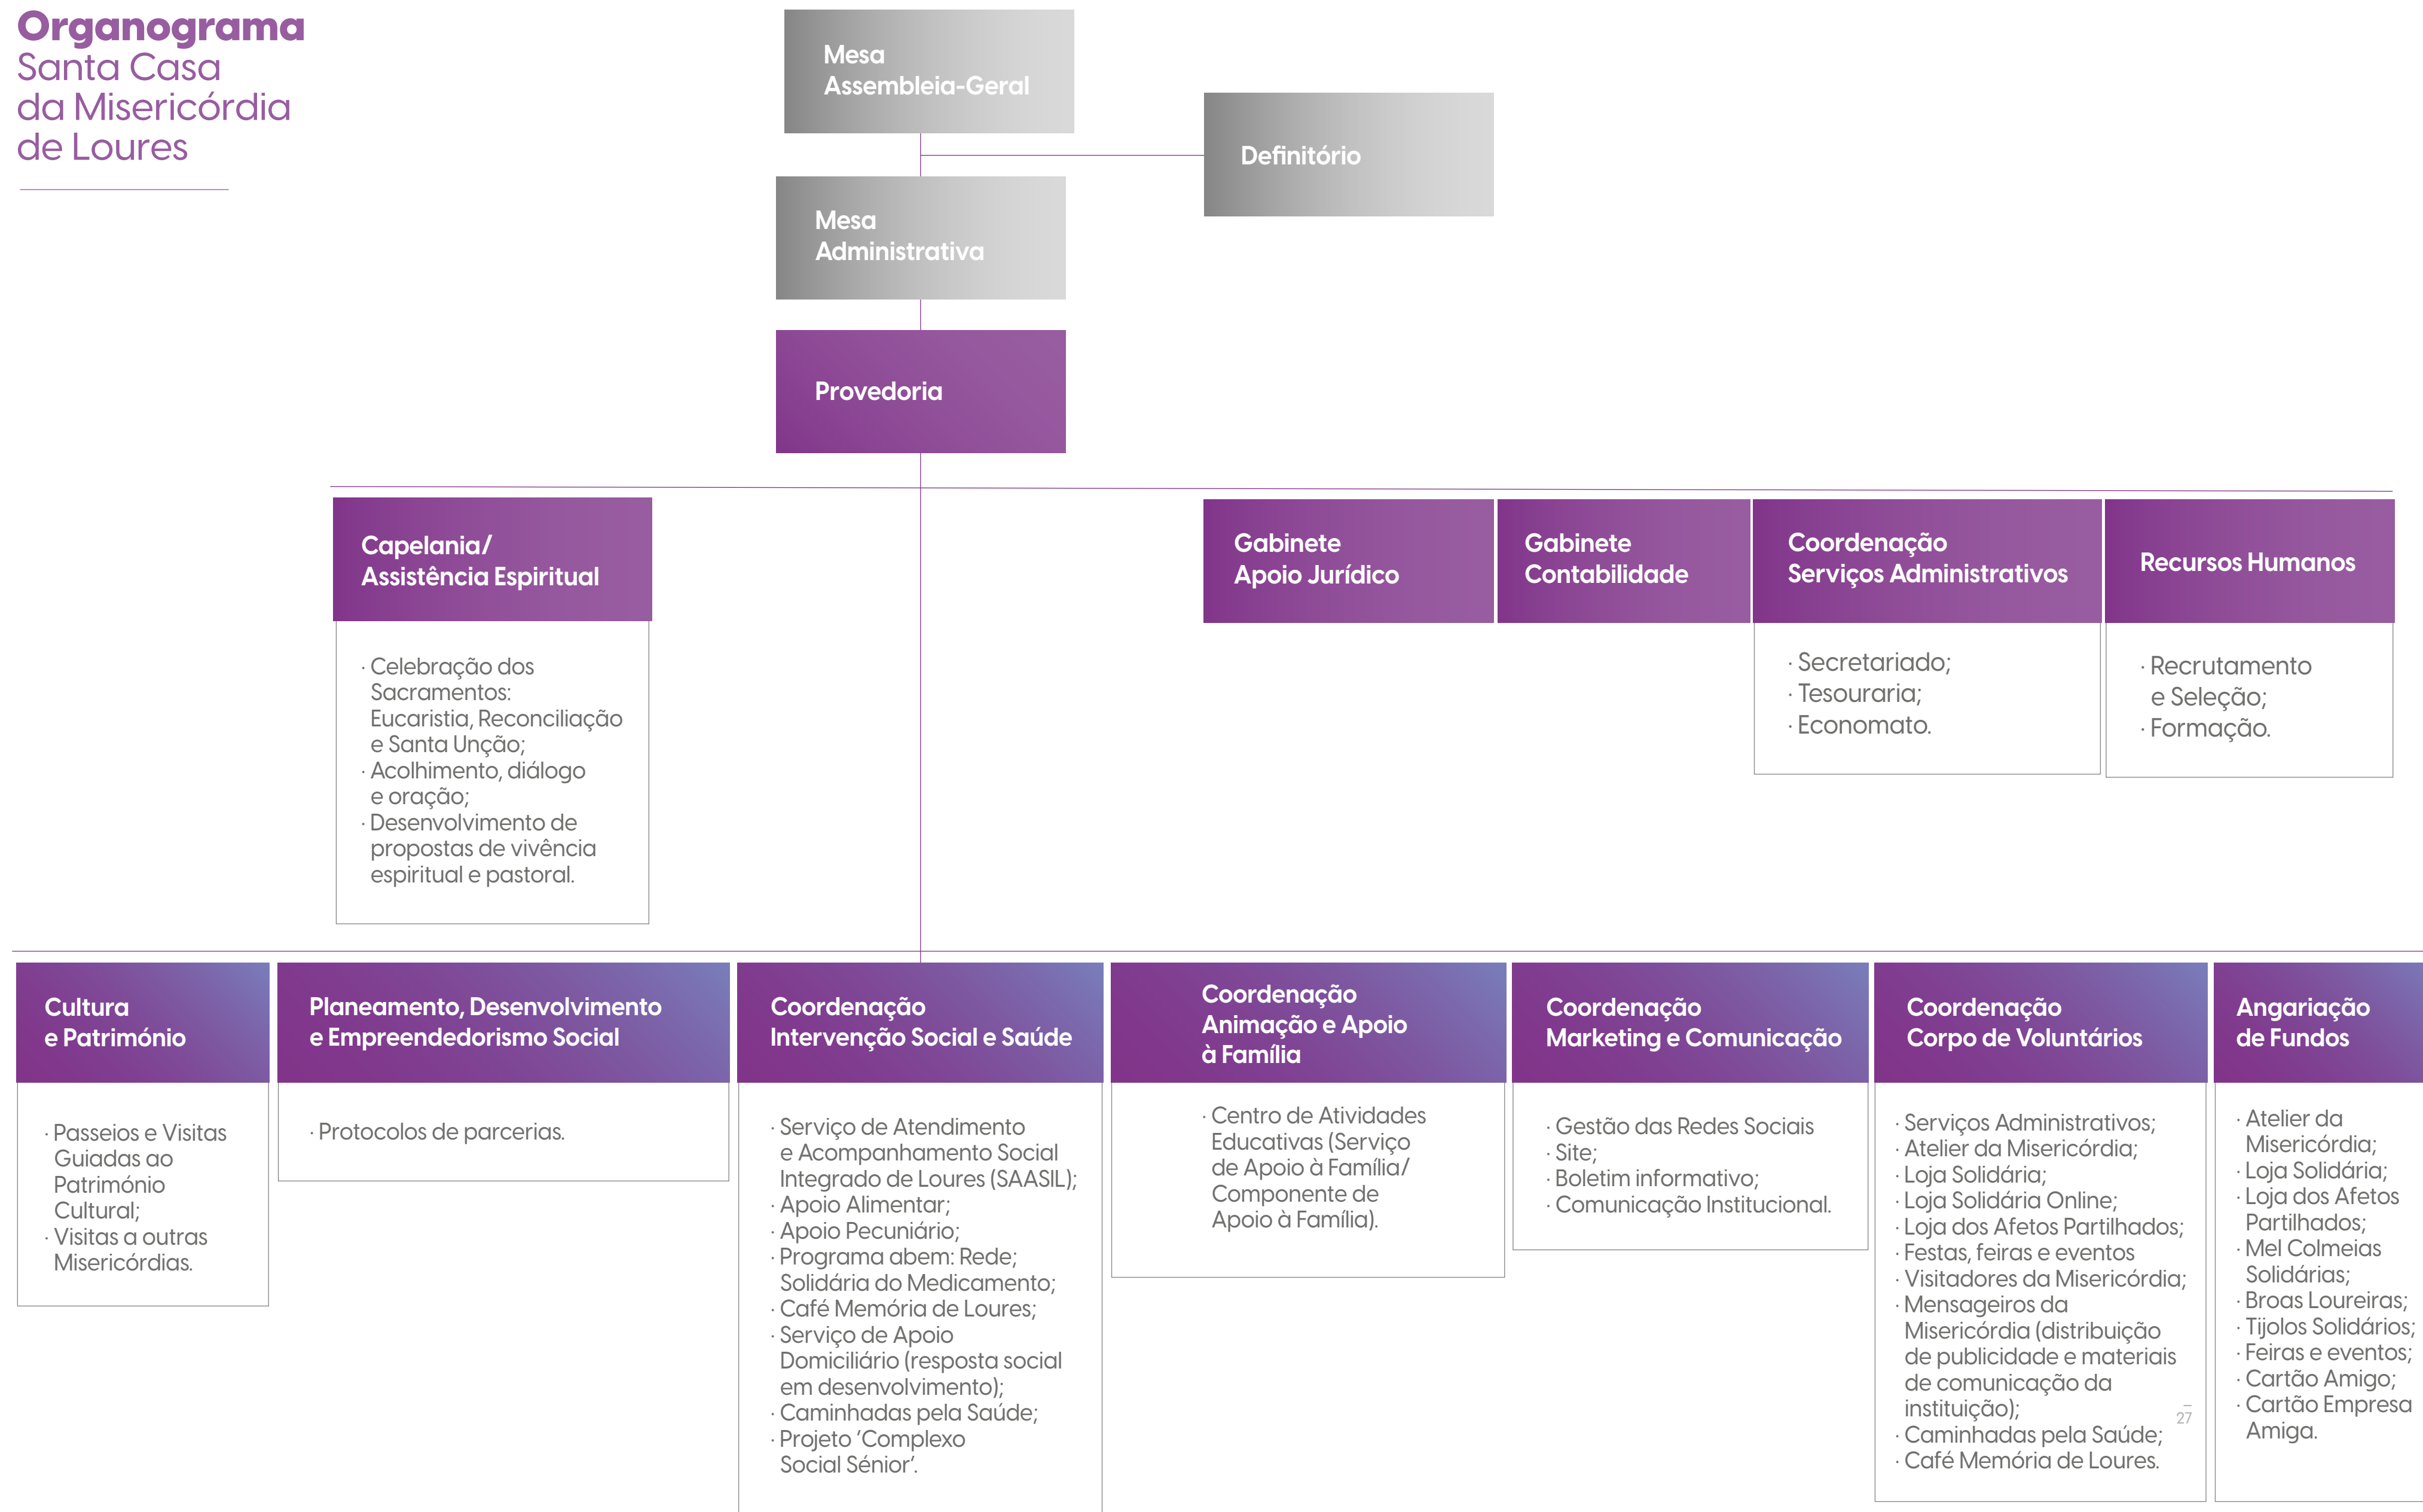 Organograma
Santa Casa
da Misericórdia
de Loures
Mesa
Assembleia-Geral
Definitório
Mesa
Administrativa
Provedoria
Capelania/
Assistência Espiritual
· Celebração dos
Sacramentos:
Eucaristia, Reconciliação
e Santa Unção;
· Acolhimento, diálogo
e oração;
· Desenvolvimento de
propostas de vivência
espiritual e pastoral.
Gabinete
Apoio Jurídico
Gabinete
Contabilidade
Coordenação
Serviços Administrativos
· Secretariado;
· Tesouraria;
· Economato.
Recursos Humanos
· Recrutamento
e Seleção;
· Formação.
Cultura
e Património
· Passeios e Visitas
Guiadas ao
Património
Cultural;
· Visitas a outras
Misericórdias.
Planeamento, Desenvolvimento
e Empreendedorismo Social
· Protocolos de parcerias.
Coordenação
Intervenção Social e Saúde
· Serviço de Atendimento
e Acompanhamento Social
Integrado de Loures (SAASIL);
· Apoio Alimentar;
· Apoio Pecuniário;
· Programa abem: Rede;
Solidária do Medicamento;
· Café Memória de Loures;
· Serviço de Apoio
Domiciliário (resposta social
em desenvolvimento);
· Caminhadas pela Saúde;
· Projeto ‘Complexo
Social Sénior’.
Coordenação
Animação e Apoio
à Família
· Centro de Atividades
Educativas (Serviço
de Apoio à Família/
Componente de
Apoio à Família).
Coordenação
Marketing e Comunicação
· Gestão das Redes Sociais
· Site;
· Boletim informativo;
· Comunicação Institucional.
Coordenação
Corpo de Voluntários
· Serviços Administrativos;
· Atelier da Misericórdia;
· Loja Solidária;
· Loja Solidária Online;
· Loja dos Afetos Partilhados;
· Festas, feiras e eventos
· Visitadores da Misericórdia;
· Mensageiros da
Misericórdia (distribuição
de publicidade e materiais
de comunicação da
instituição);
· Caminhadas pela Saúde;
· Café Memória de Loures.
Angariação
de Fundos
· Atelier da
Misericórdia;
· Loja Solidária;
· Loja dos Afetos
Partilhados;
· Mel Colmeias
Solidárias;
· Broas Loureiras;
· Tijolos Solidários;
· Feiras e eventos;
· Cartão Amigo;
· Cartão Empresa
Amiga.
–
27